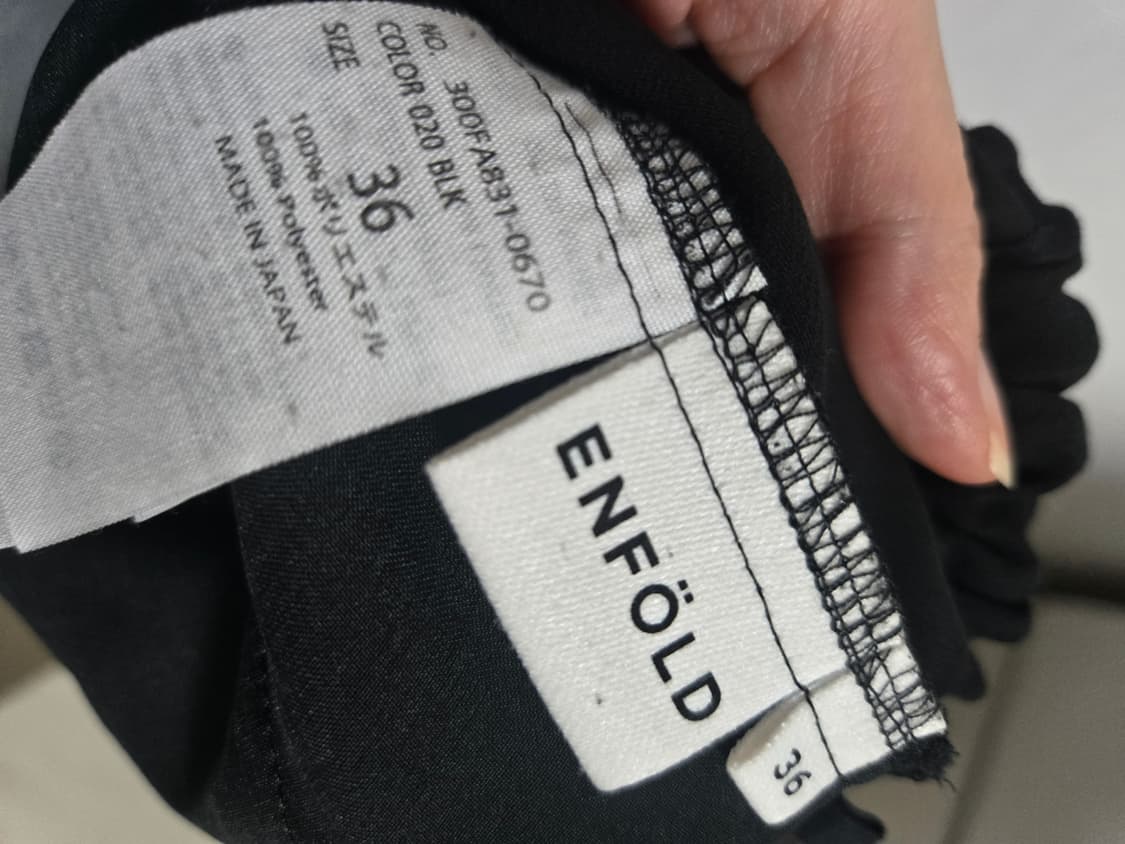 NO. 300FA831-0670
COLOR 020 BLK
SIZE 36
100% ポリエステル
100% Polyester
MADE IN JAPAN
ENFÖLD
36